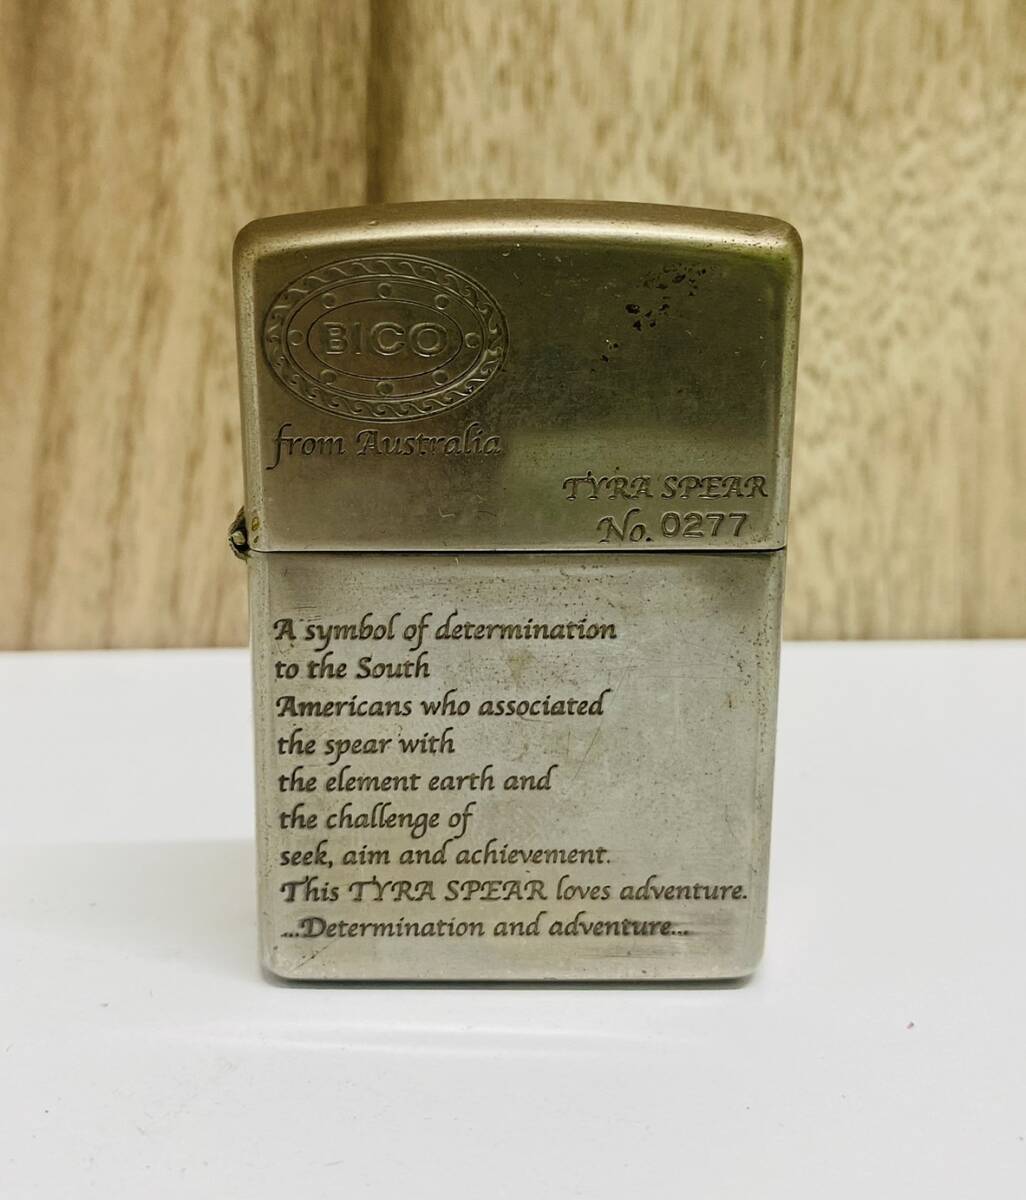 BICO
from Australia
TYRA SPEAR
No. 0277
A symbol of determination
to the South
Americans who associated
the spear with
the element earth and
the challenge of
seek, aim and achievement.
This TYRA SPEAR loves adventure.
...Determination and adventure...